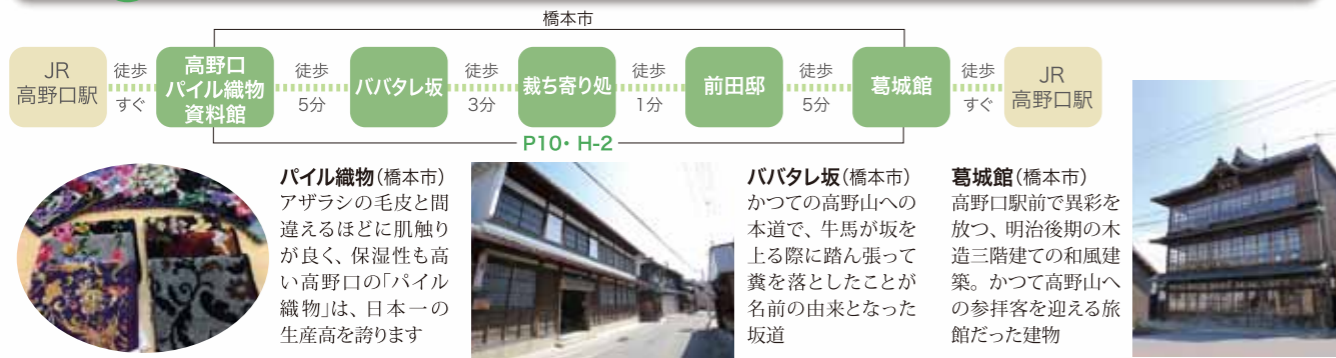 橋本市
JR
高野口駅
徒歩
すぐ
高野口
パイル織物
資料館
徒歩
5分
ババタレ坂
徒歩
3分
裁ち寄り処
徒歩
1分
前田邸
徒歩
5分
葛城館
徒歩
すぐ
JR
高野口駅
P10・H-2
パイル織物(橋本市)
アザラシの毛皮と間
違えるほどに肌触り
が良く、保湿性も高
い高野口の「パイル
織物」は、日本一の
生産高を誇ります
ババタレ坂(橋本市)
かつての高野山への
本道で、牛馬が坂を
上る際に踏ん張って
糞を落としたことが
名前の由来となった
坂道
葛城館(橋本市)
高野口駅前で異彩を
放つ、明治後期の木
造三階建ての和風建
築。かつて高野山へ
の参拝客を迎える旅
館だった建物